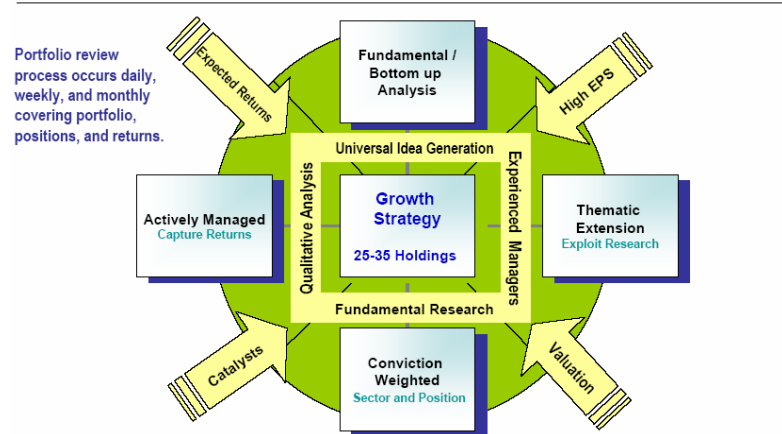 Portfolio review
process occurs daily,
weekly, and monthly
covering portfolio,
positions, and returns.
Expected Returns
Fundamental /
Bottom up
Analysis
High EPS
Universal Idea Generation
Qualitative Analysis
Experienced Managers
Actively Managed
Capture Returns
Growth
Strategy
25-35 Holdings
Thematic
Extension
Exploit Research
Fundamental Research
Catalysts
Conviction
Weighted
Sector and Position
Valuation